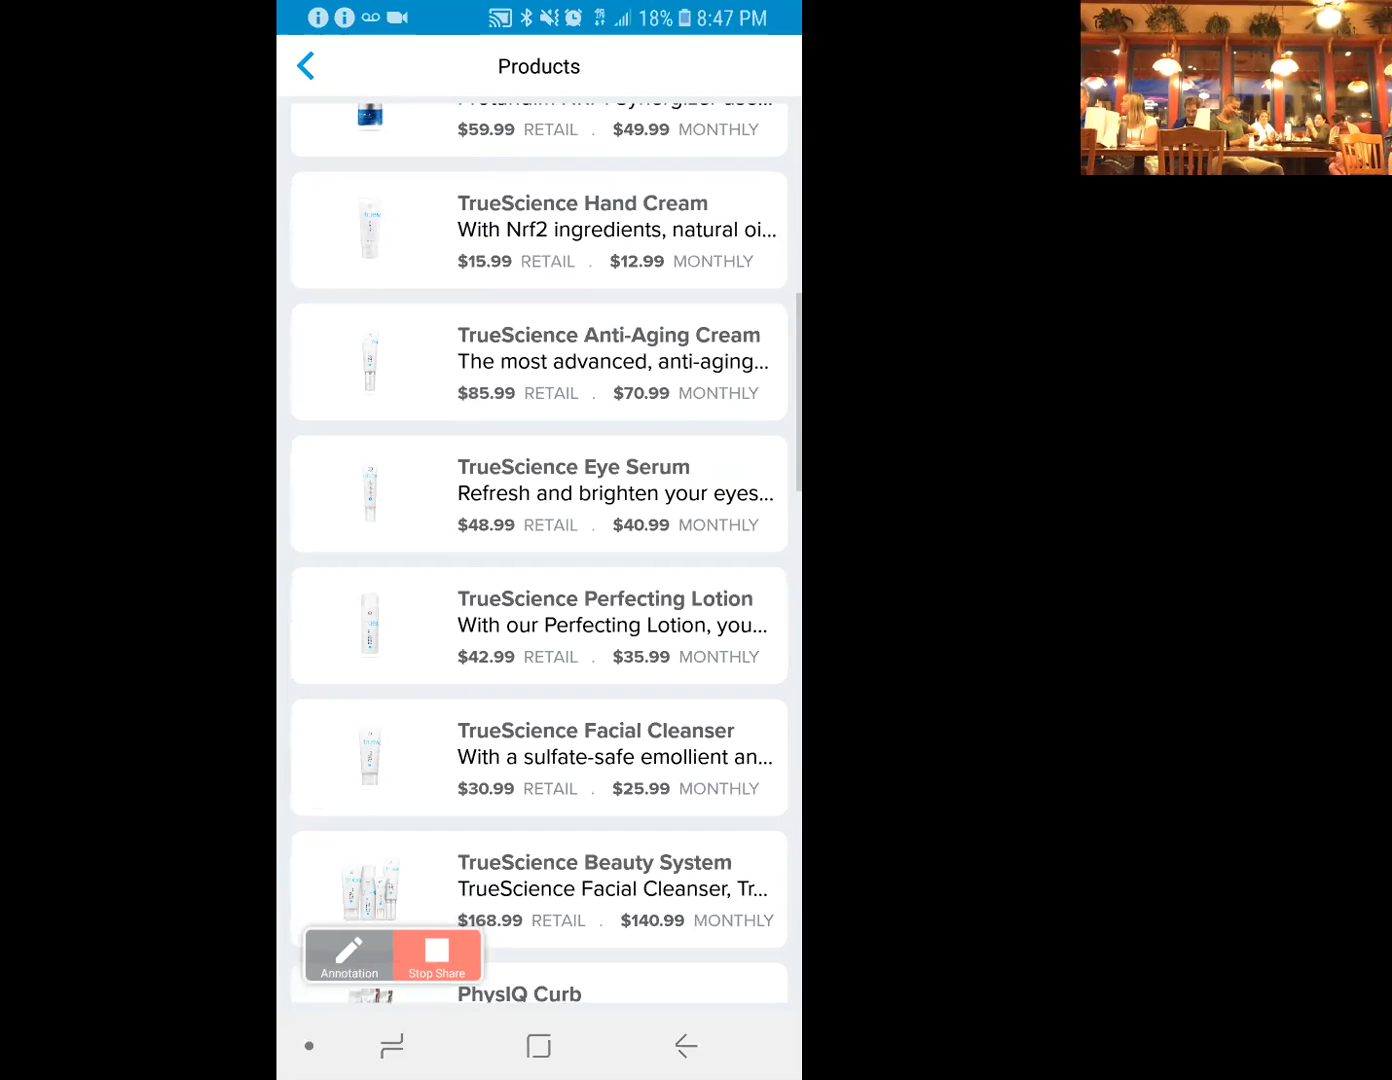 18% 8:47 PM
Products
$59.99 RETAIL . $49.99 MONTHLY
TrueScience Hand Cream
With Nrf2 ingredients, natural oi...
$15.99 RETAIL . $12.99 MONTHLY
TrueScience Anti-Aging Cream
The most advanced, anti-aging...
$85.99 RETAIL . $70.99 MONTHLY
TrueScience Eye Serum
Refresh and brighten your eyes...
$48.99 RETAIL . $40.99 MONTHLY
TrueScience Perfecting Lotion
With our Perfecting Lotion, you...
$42.99 RETAIL . $35.99 MONTHLY
TrueScience Facial Cleanser
With a sulfate-safe emollient an...
$30.99 RETAIL . $25.99 MONTHLY
TrueScience Beauty System
TrueScience Facial Cleanser, Tr...
$168.99 RETAIL . $140.99 MONTHLY
Annotation
Stop Share
PhysIQ Curb